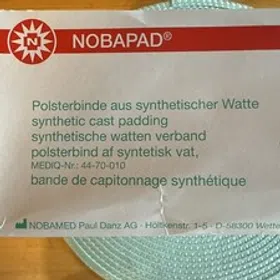 N
NOBAPAD®
Polsterbinde aus synthetischer Watte
synthetic cast padding
synthetische watten verband
polsterbind af syntetisk vat,
MEDIQ-Nr.: 44-70-010
bande de capitonnage synthétique
NOBAMED Paul Danz AG - Höltkenstr. 1-5 - D-58300 Wette